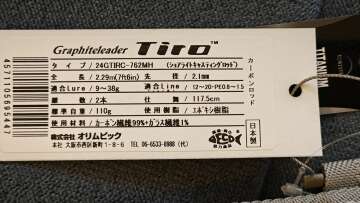 Graphiteleader Tiro™
タイプ 24GTIRC-762MH (ショアライトキャスティングロッド)
全長 2.29m(7ft6in) 先径 2.1mm
適合Lure 9〜38g 適合Line 12-20・PE0.8-1.5
継数 2本 仕舞 117.5cm
標準自重 110g 使用樹脂 エポキシ樹脂
使用材料 カーボン繊維99%+ガラス繊維1%
株式会社 オリムピック
本社 大阪市西区新町1-8-6 TEL 06-6533-8888(代)
カーボンロッド
日本製
ECO
4571056695447
TITANIUM